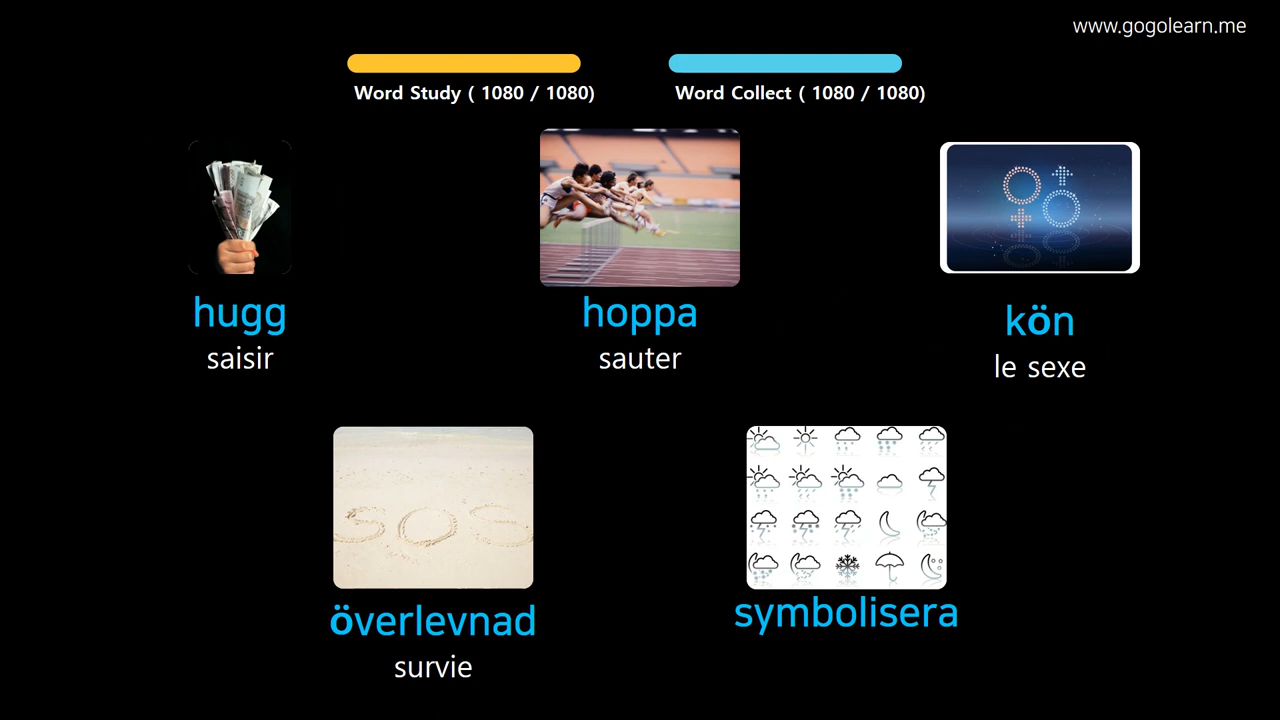 www.gogolearn.me
Word Study ( 1080 / 1080)
Word Collect ( 1080 / 1080)
hugg
saisir
hoppa
sauter
kön
le sexe
SOS
överlevnad
survie
symbolisera